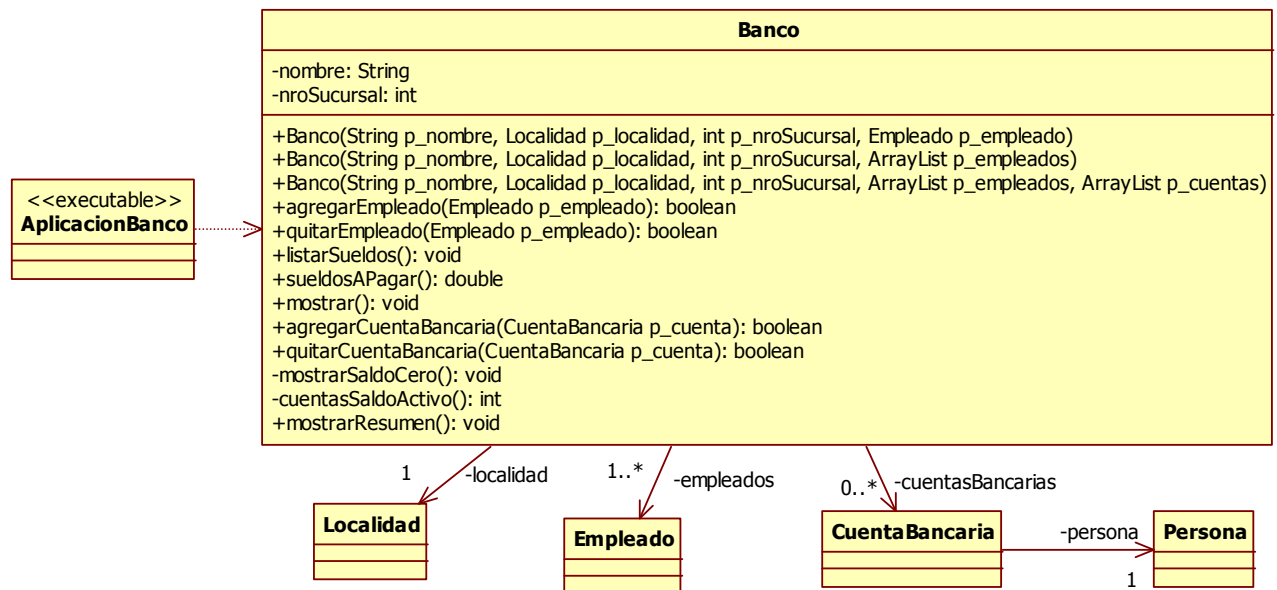 Banco
-nombre: String
-nroSucursal: int
+Banco(String p_nombre, Localidad p_localidad, int p_nroSucursal, Empleado p_empleado)
+Banco(String p_nombre, Localidad p_localidad, int p_nroSucursal, ArrayList p_empleados)
+Banco(String p_nombre, Localidad p_localidad, int p_nroSucursal, ArrayList p_empleados, ArrayList p_cuentas)
+agregarEmpleado(Empleado p_empleado): boolean
+quitarEmpleado(Empleado p_empleado): boolean
+listarSueldos(): void
+sueldosAPagar(): double
+mostrar(): void
+agregarCuentaBancaria(CuentaBancaria p_cuenta): boolean
+quitarCuentaBancaria(CuentaBancaria p_cuenta): boolean
-mostrarSaldoCero(): void
-cuentasSaldoActivo(): int
+mostrarResumen(): void
<<executable>>
AplicacionBanco
1
-localidad
1..*
-empleados
0..*
-cuentasBancarias
Localidad
Empleado
CuentaBancaria
-persona
1
Persona